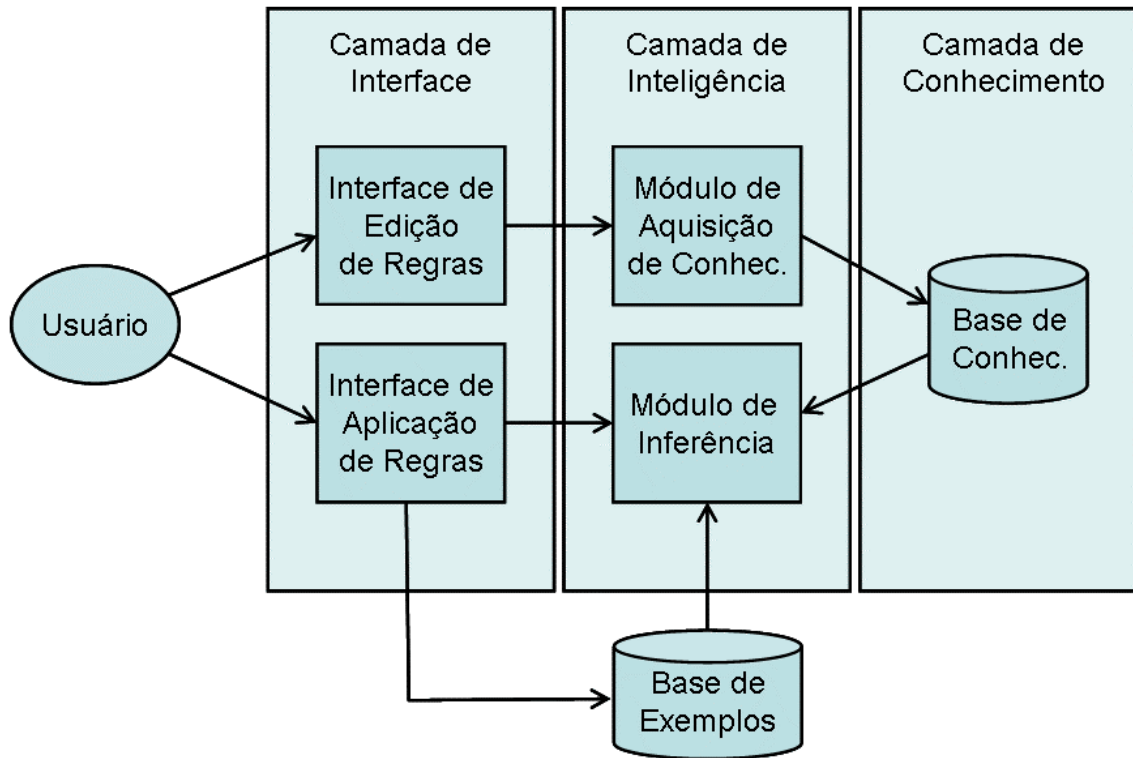 Camada de
Interface
Camada de
Inteligência
Camada de
Conhecimento
Interface de
Edição
de Regras
Módulo de
Aquisição
de Conhec.
Usuário
Base de
Conhec.
Interface de
Aplicação
de Regras
Módulo de
Inferência
Base de
Exemplos